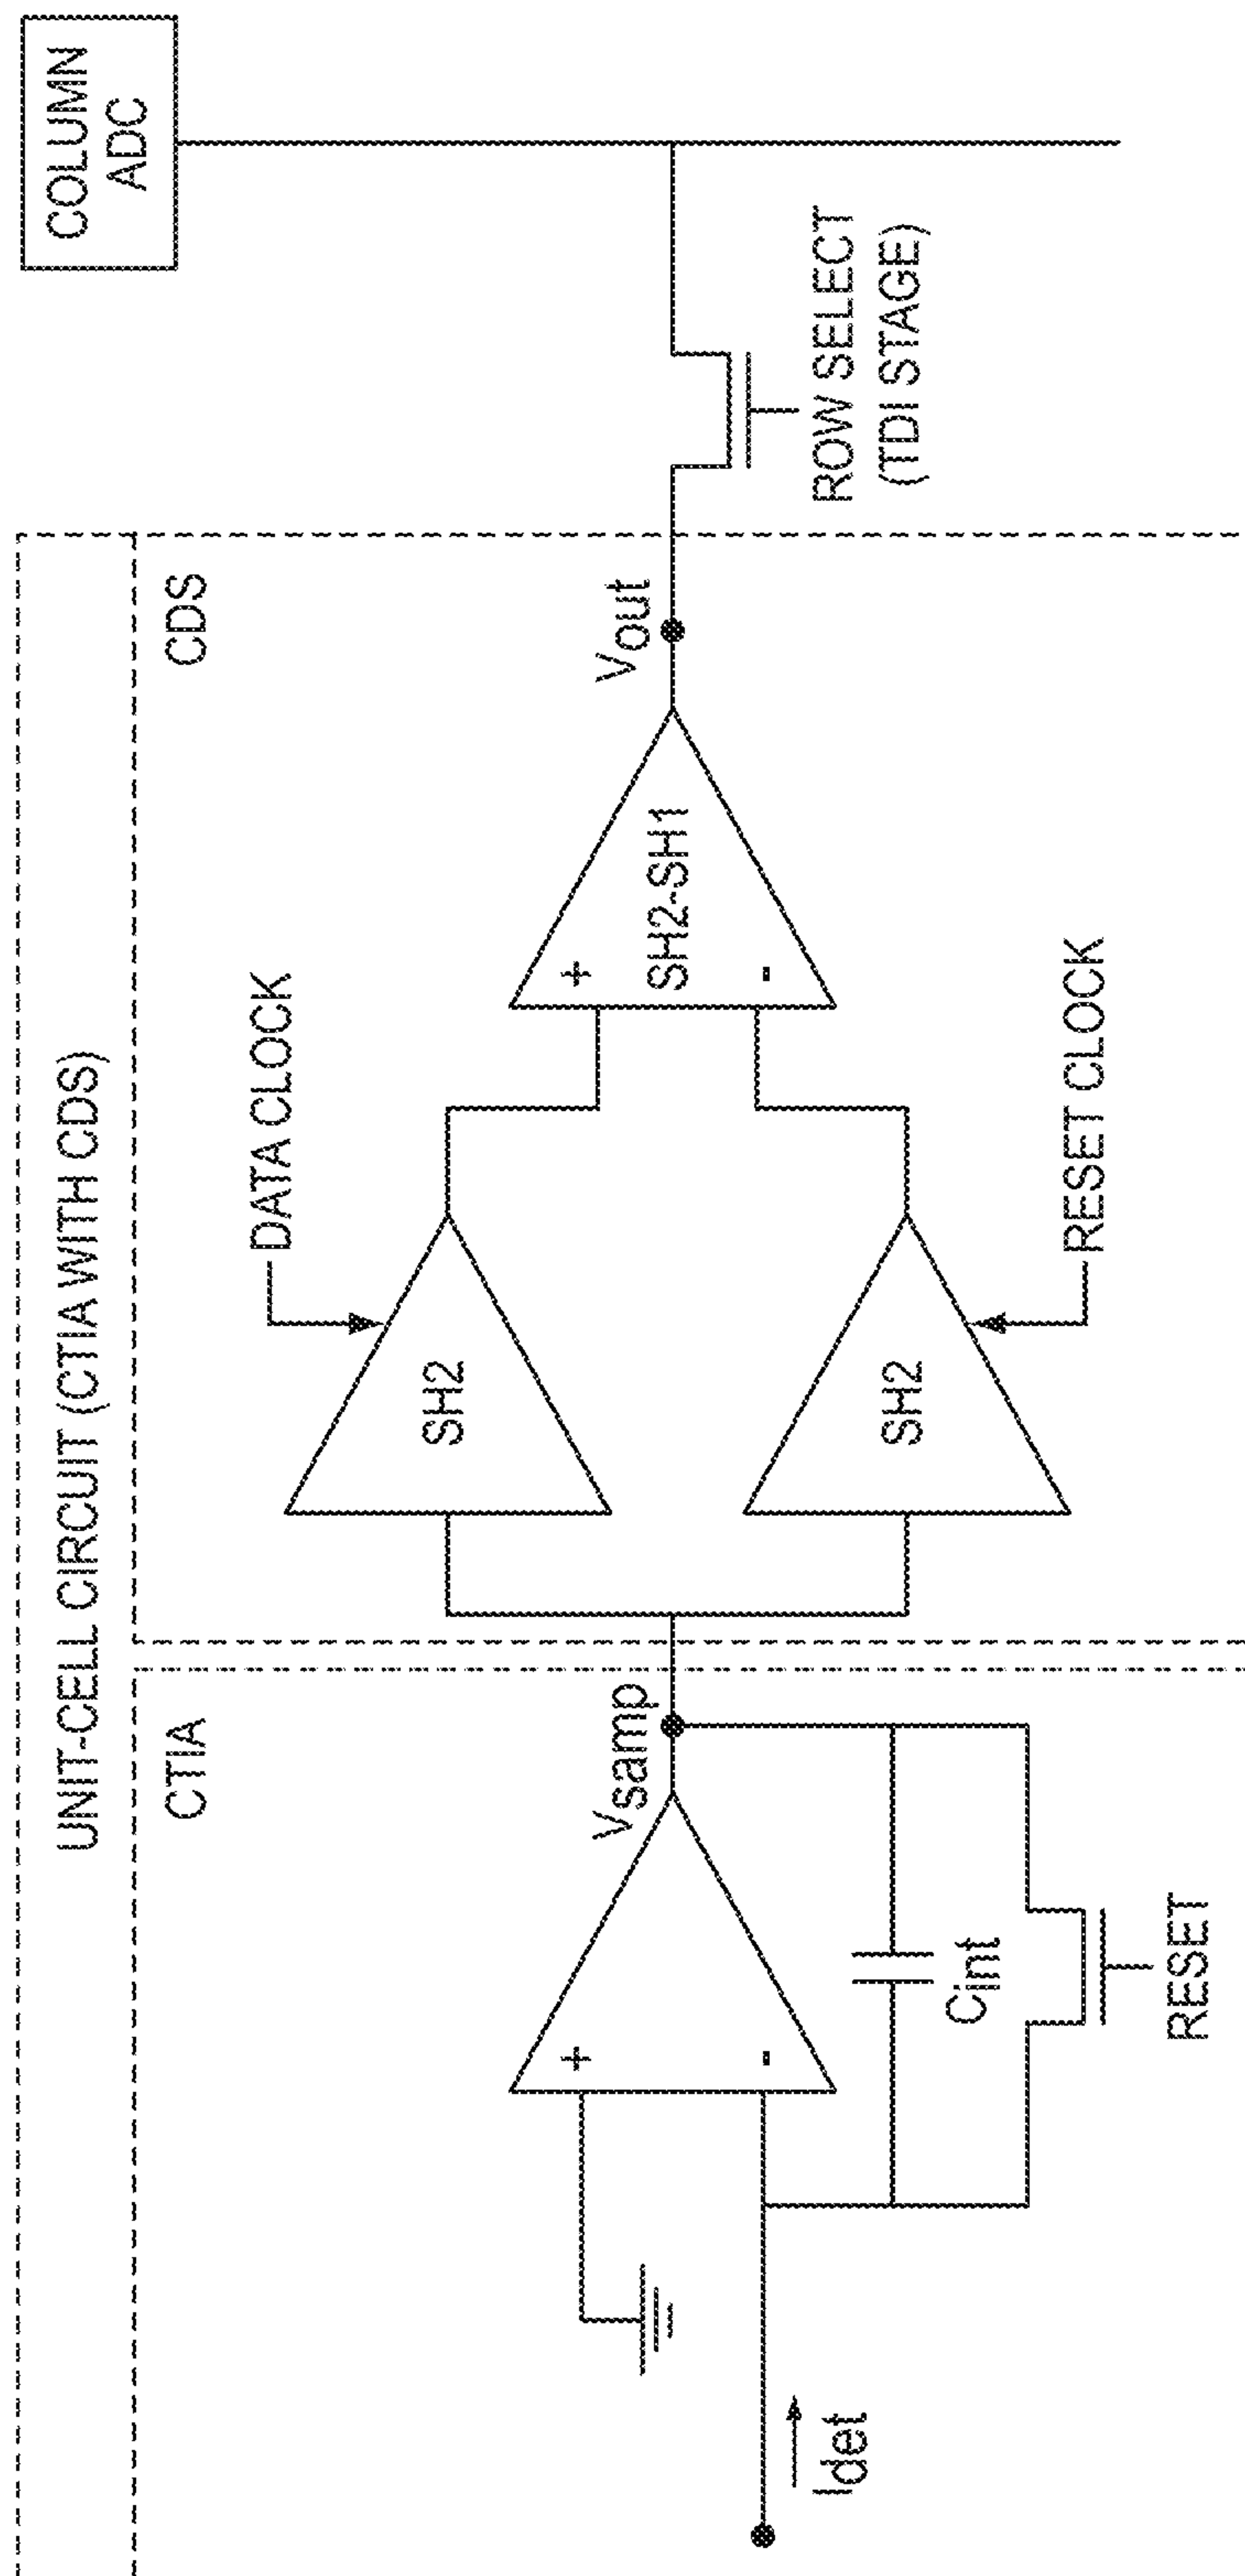 UNIT-CELL CIRCUIT (CTIA WITH CDS)
CTIA
CDS
COLUMN
ADC
DATA CLOCK
Vsamp
Vout
SH2
+
-
+
SH2-SH1
-
SH2
Cint
Idet
RESET
RESET CLOCK
ROW SELECT
(TDI STAGE)